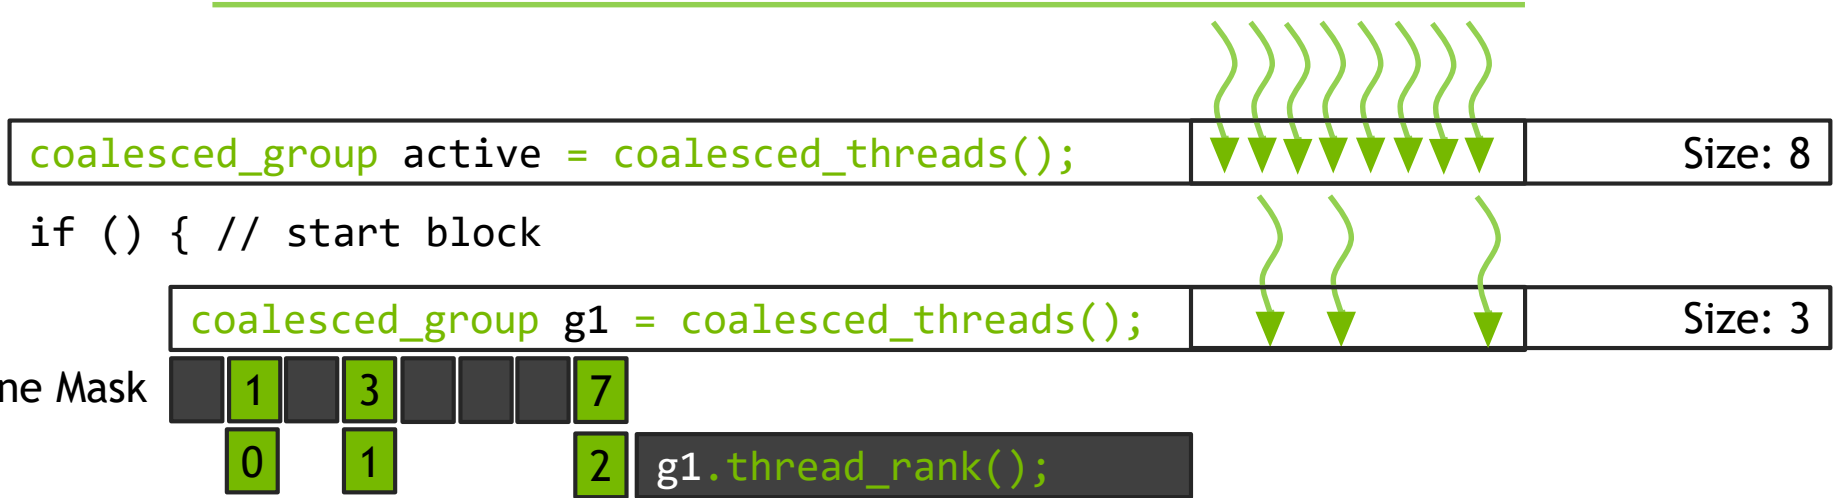 coalesced_group active = coalesced_threads(); Size: 8
if () { // start block
coalesced_group g1 = coalesced_threads(); Size: 3
Mask 1 3 7
0 1 2 g1.thread_rank();